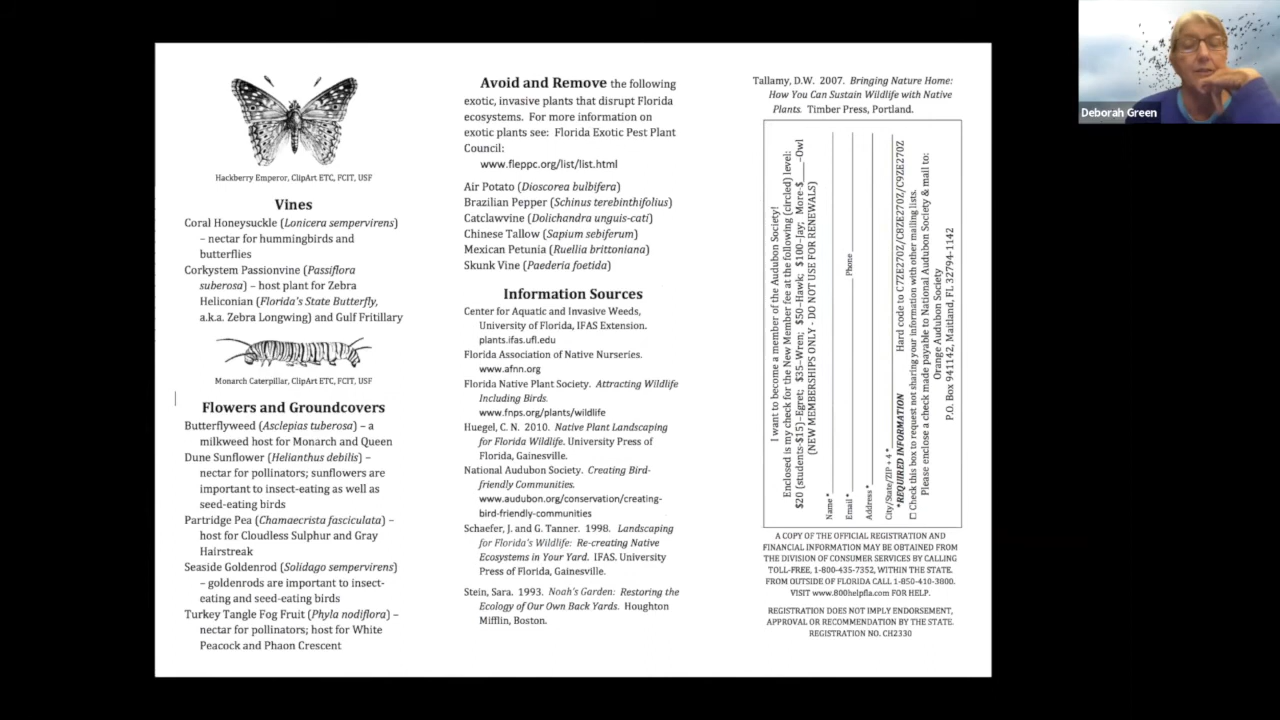 Hackberry Emperor, ClipArt ETC, FCIT, USF
Vines
Coral Honeysuckle (Lonicera sempervirens)
– nectar for hummingbirds and
butterflies
Corkystem Passionvine (Passiflora
suberosa) – host plant for Zebra
Heliconian (Florida's State Butterfly,
a.k.a. Zebra Longwing) and Gulf Fritillary
Monarch Caterpillar, ClipArt ETC, FCIT, USF
Flowers and Groundcovers
Butterflyweed (Asclepias tuberosa) – a
milkweed host for Monarch and Queen
Dune Sunflower (Helianthus debilis) –
nectar for pollinators; sunflowers are
important to insect-eating as well as
seed-eating birds
Partridge Pea (Chamaecrista fasciculata) –
host for Cloudless Sulphur and Gray
Hairstreak
Seaside Goldenrod (Solidago sempervirens)
– goldenrods are important to insect-
eating and seed-eating birds
Turkey Tangle Fog Fruit (Phyla nodiflora) –
nectar for pollinators; host for White
Peacock and Phaon Crescent
Avoid and Remove the following
exotic, invasive plants that disrupt Florida
ecosystems. For more information on
exotic plants see: Florida Exotic Pest Plant
Council:
www.fleppc.org/list/list.html
Air Potato (Dioscorea bulbifera)
Brazilian Pepper (Schinus terebinthifolius)
Catclawvine (Dolichandra unguis-cati)
Chinese Tallow (Sapium sebiferum)
Mexican Petunia (Ruellia brittoniana)
Skunk Vine (Paederia foetida)
Information Sources
Center for Aquatic and Invasive Weeds,
University of Florida, IFAS Extension.
plants.ifas.ufl.edu
Florida Association of Native Nurseries.
www.afnn.org
Florida Native Plant Society. Attracting Wildlife
Including Birds.
www.fnps.org/plants/wildlife
Huegel, C. N. 2010. Native Plant Landscaping
for Florida Wildlife. University Press of
Florida, Gainesville.
National Audubon Society. Creating Bird-
friendly Communities.
www.audubon.org/conservation/creating-
bird-friendly-communities
Schaefer, J. and G. Tanner. 1998. Landscaping
for Florida's Wildlife: Re-creating Native
Ecosystems in Your Yard. IFAS. University
Press of Florida, Gainesville.
Stein, Sara. 1993. Noah's Garden: Restoring the
Ecology of Our Own Back Yards. Houghton
Mifflin, Boston.
Tallamy, D.W. 2007. Bringing Nature Home:
How You Can Sustain Wildlife with Native
Plants. Timber Press, Portland.
I want to become a member of the Audubon Society!
Enclosed is my check for the New Member fee at the following (circled) level:
$20 (students-$15)–Egret; $35–Wren; $50–Hawk; $100–Jay; More-$____–Owl
(NEW MEMBERSHIPS ONLY - DO NOT USE FOR RENEWALS)
Name *
Email * Phone
Address *
City/State/ZIP + 4 *
*REQUIRED INFORMATION Hard code to C7ZE270Z/C8ZE270Z/C9ZE270Z
Check this box to request not sharing your information with other mailing lists.
Please enclose a check made payable to National Audubon Society & mail to:
Orange Audubon Society
P.O. Box 941142, Maitland, FL 32794-1142
A COPY OF THE OFFICIAL REGISTRATION AND
FINANCIAL INFORMATION MAY BE OBTAINED FROM
THE DIVISION OF CONSUMER SERVICES BY CALLING
TOLL-FREE, 1-800-435-7352, WITHIN THE STATE.
FROM OUTSIDE OF FLORIDA CALL 1-850-410-3800.
VISIT www.800helpfla.com FOR HELP.
REGISTRATION DOES NOT IMPLY ENDORSEMENT,
APPROVAL OR RECOMMENDATION BY THE STATE.
REGISTRATION NO. CH2330
Deborah Green